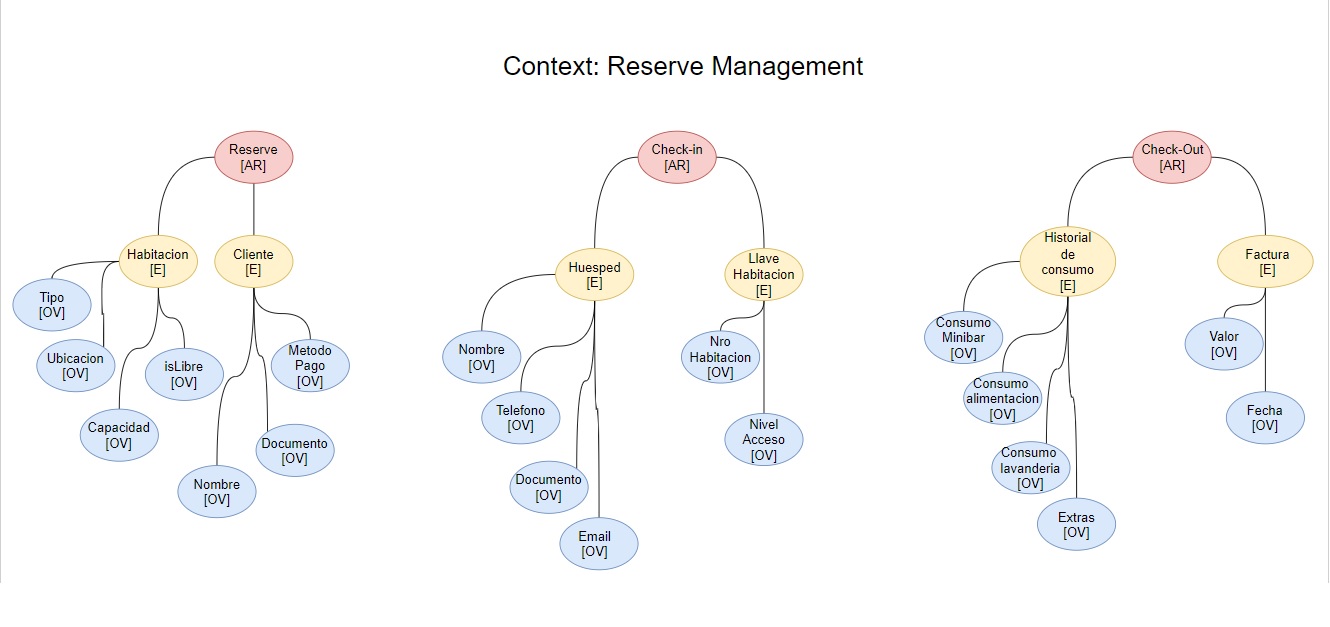 Context: Reserve Management
Reserve
[AR]
Habitacion
[E]
Cliente
[E]
Tipo
[OV]
Ubicacion
[OV]
isLibre
[OV]
Metodo
Pago
[OV]
Capacidad
[OV]
Documento
[OV]
Nombre
[OV]
Check-in
[AR]
Huesped
[E]
Llave
Habitacion
[E]
Nombre
[OV]
Telefono
[OV]
Documento
[OV]
Email
[OV]
Nro
Habitacion
[OV]
Nivel
Acceso
[OV]
Check-Out
[AR]
Historial
de
consumo
[E]
Factura
[E]
Consumo
Minibar
[OV]
Consumo
alimentacion
[OV]
Consumo
lavanderia
[OV]
Extras
[OV]
Valor
[OV]
Fecha
[OV]